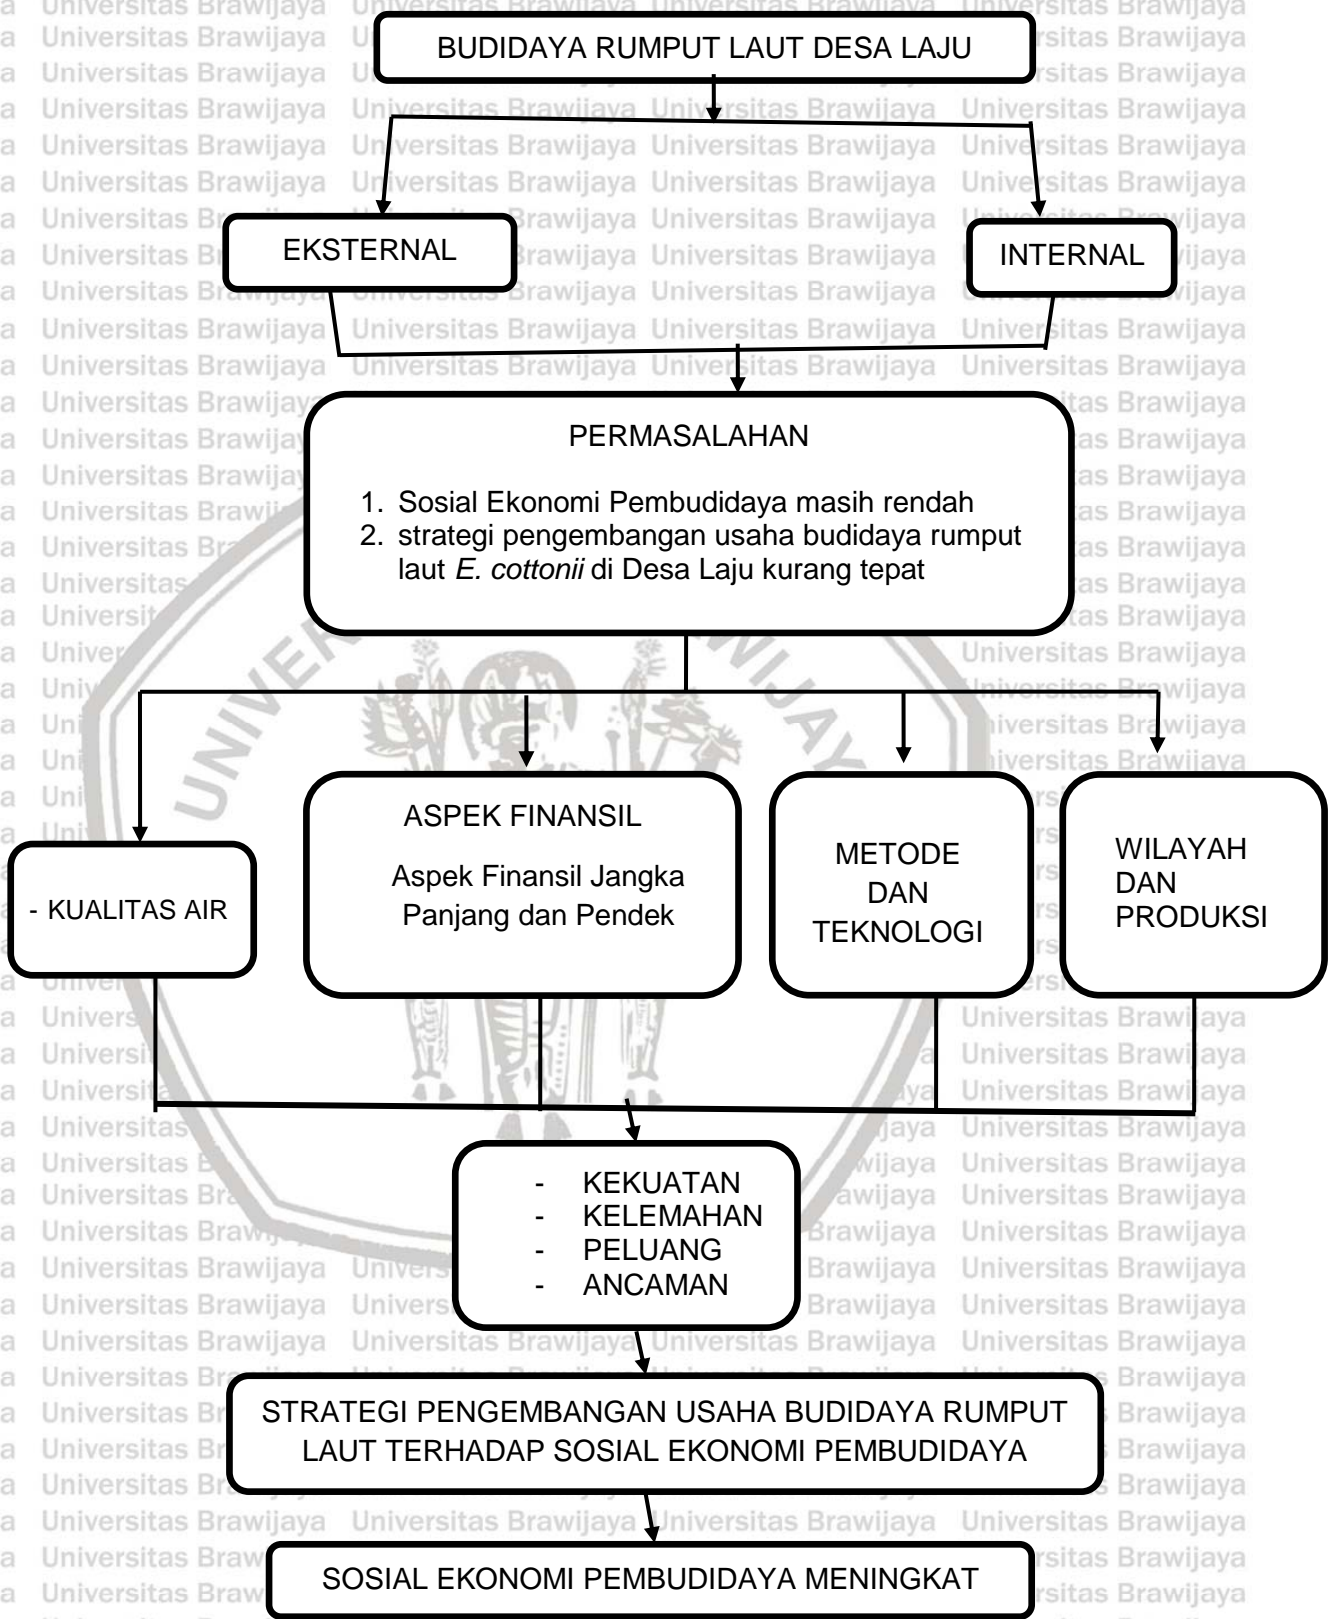 BUDIDAYA RUMPUT LAUT DESA LAJU
EKSTERNAL
INTERNAL
PERMASALAHAN
1. Sosial Ekonomi Pembudidaya masih rendah
2. strategi pengembangan usaha budidaya rumput
laut E. cottonii di Desa Laju kurang tepat
- KUALITAS AIR
ASPEK FINANSIL
Aspek Finansil Jangka
Panjang dan Pendek
METODE
DAN
TEKNOLOGI
WILAYAH
DAN
PRODUKSI
- KEKUATAN
- KELEMAHAN
- PELUANG
- ANCAMAN
STRATEGI PENGEMBANGAN USAHA BUDIDAYA RUMPUT
LAUT TERHADAP SOSIAL EKONOMI PEMBUDIDAYA
SOSIAL EKONOMI PEMBUDIDAYA MENINGKAT